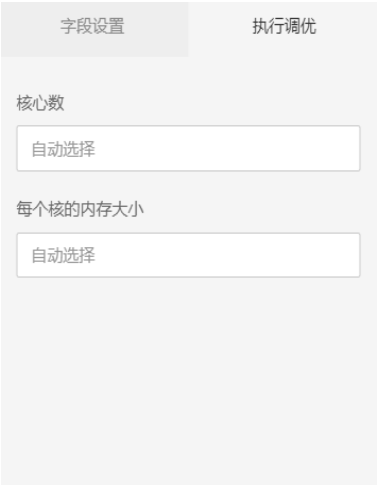 字段设置
执行调优
核心数
自动选择
每个核的内存大小
自动选择